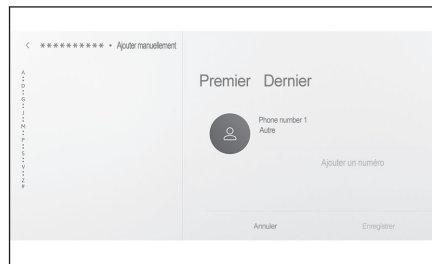 < ********** • Ajouter manuellement
A
•
D
•
G
•
J
•
M
•
P
•
S
•
V
•
Z
#
Premier Dernier
Phone number 1
Autre
Ajouter un numéro
Annuler Enregistrer